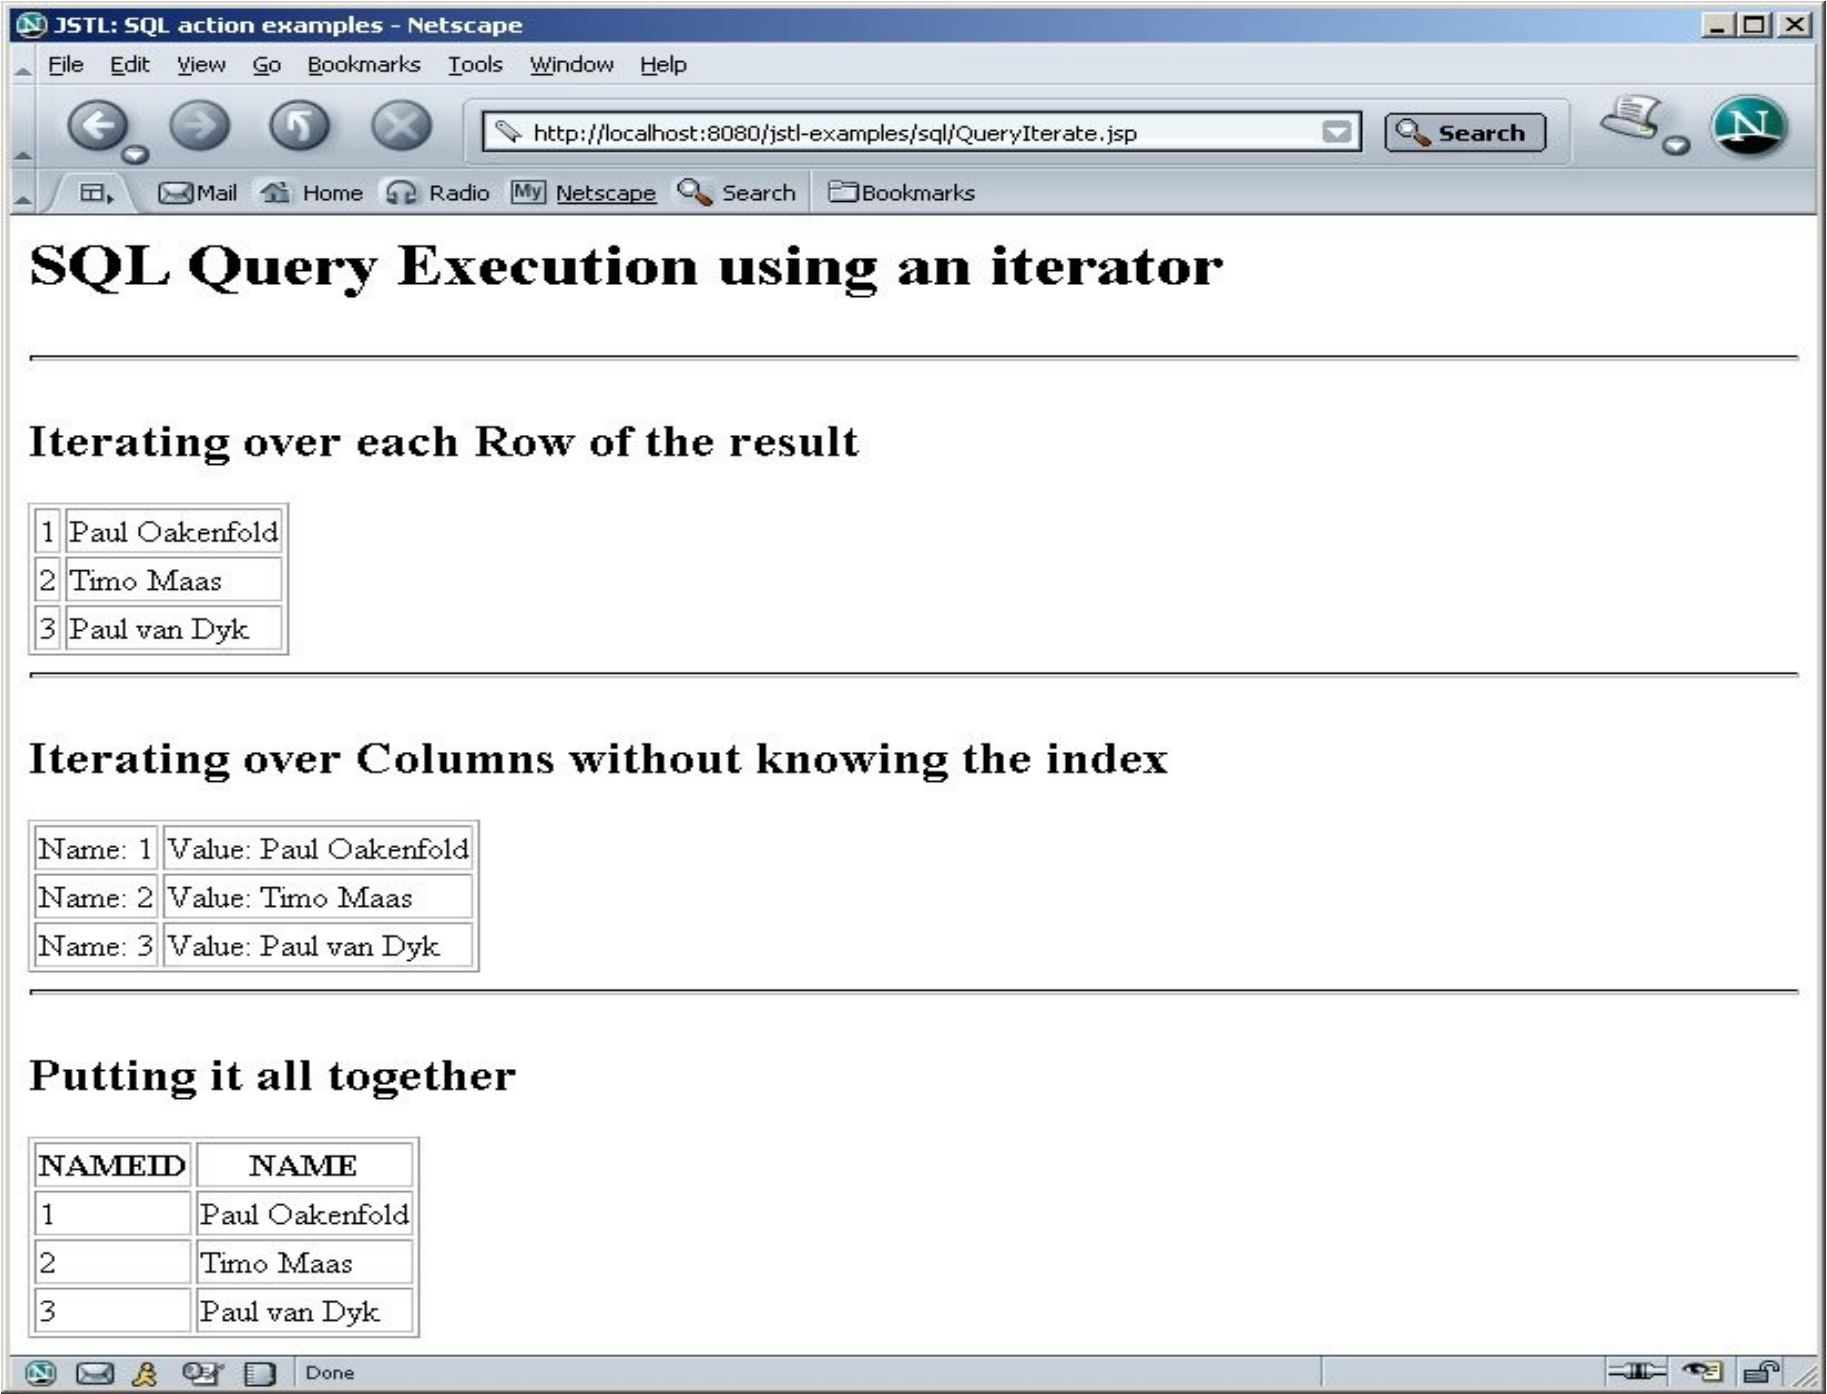 JSTL: SQL action examples - Netscape
File Edit View Go Bookmarks Tools Window Help
http://localhost:8080/jstl-examples/sql/QueryIterate.jsp Search N
Mail Home Radio My Netscape Search Bookmarks
SQL Query Execution using an iterator
Iterating over each Row of the result
1 Paul Oakenfold
2 Timo Maas
3 Paul van Dyk
Iterating over Columns without knowing the index
Name: 1 Value: Paul Oakenfold
Name: 2 Value: Timo Maas
Name: 3 Value: Paul van Dyk
Putting it all together
NAMEID NAME
1 Paul Oakenfold
2 Timo Maas
3 Paul van Dyk
Done